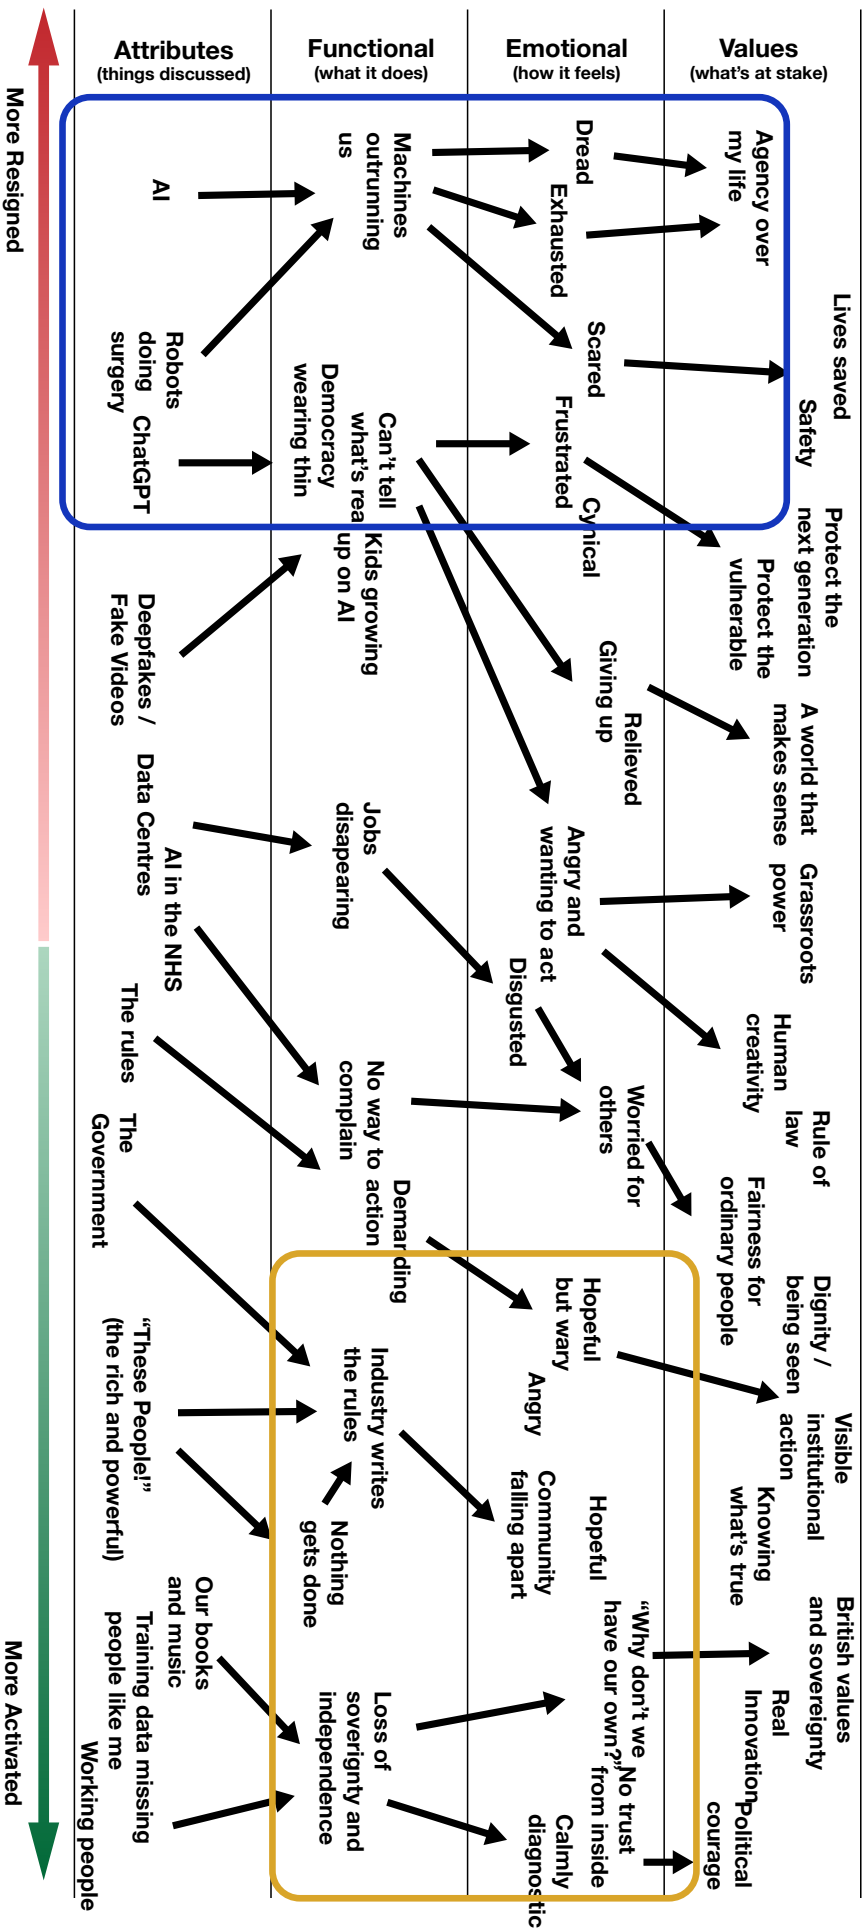 Attributes
(things discussed)
Functional
(what it does)
Emotional
(how it feels)
Values
(what's at stake)
More Resigned
More Activated
AI
Robots
doing
surgery
ChatGPT
Deepfakes /
Fake Videos
Data Centres
AI in the NHS
The rules
The
Government
“These People!”
(the rich and powerful)
Our books
and music
Training data missing
people like me
Working people
Machines
outrunning
us
Can't tell
what's rea
Democracy
wearing thin
Kids growing
up on AI
Jobs
disapearing
No way to
complain
Demanding
action
Industry writes
the rules
Nothing
gets done
Loss of
soverignty and
independence
Dread
Exhausted
Scared
Frustrated
Cynical
Giving up
Relieved
Angry and
wanting to act
Disgusted
Worried for
others
Hopeful
but wary
Angry
Community
falling apart
Hopeful
“Why don't we
have our own?”
No trust
from inside
Calmly
diagnostic
Agency over
my life
Lives saved
Safety
Protect the
next generation
Protect the
vulnerable
A world that
makes sense
Grassroots
power
Human
creativity
Rule of
law
Fairness for
ordinary people
Dignity /
being seen
Visible
institutional
action
Knowing
what's true
British values
and sovereignty
Real
Innovation
Political
courage